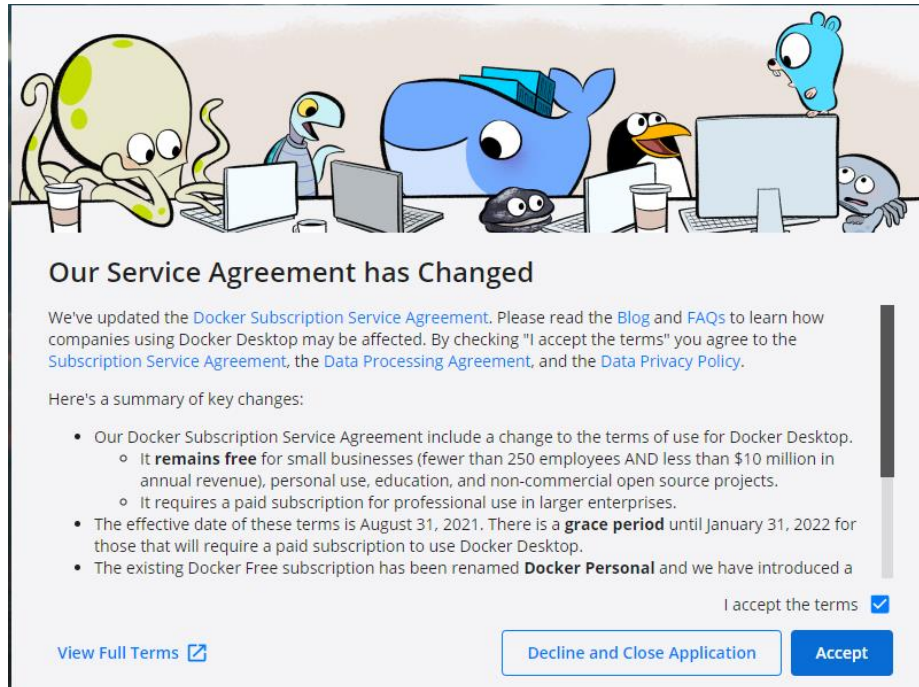 Our Service Agreement has Changed
We've updated the Docker Subscription Service Agreement. Please read the Blog and FAQs to learn how
companies using Docker Desktop may be affected. By checking "I accept the terms" you agree to the
Subscription Service Agreement, the Data Processing Agreement, and the Data Privacy Policy.
Here's a summary of key changes:
• Our Docker Subscription Service Agreement include a change to the terms of use for Docker Desktop.
◦ It remains free for small businesses (fewer than 250 employees AND less than $10 million in
annual revenue), personal use, education, and non-commercial open source projects.
◦ It requires a paid subscription for professional use in larger enterprises.
• The effective date of these terms is August 31, 2021. There is a grace period until January 31, 2022 for
those that will require a paid subscription to use Docker Desktop.
• The existing Docker Free subscription has been renamed Docker Personal and we have introduced a
I accept the terms
View Full Terms
Decline and Close Application
Accept